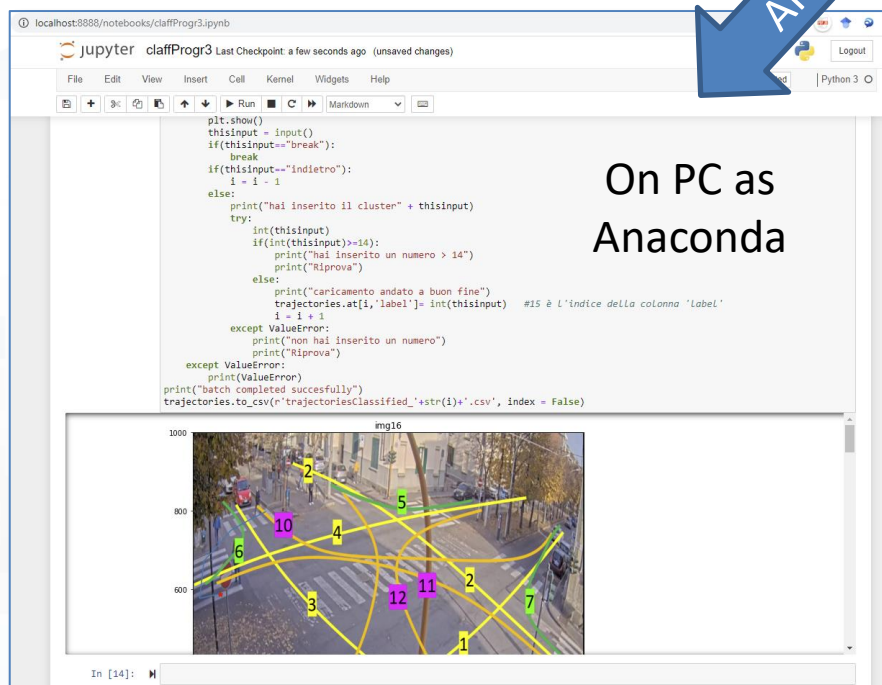 localhost:8888/notebooks/claffProgr3.ipynb
jupyter claffProgr3 Last Checkpoint: a few seconds ago (unsaved changes)
Logout
File Edit View Insert Cell Kernel Widgets Help
Python 3
Run
Markdown
plt.show()
thisinput = input()
if(thisinput=="break"):
break
if(thisinput=="indietro"):
i = i - 1
else:
print("hai inserito il cluster" + thisinput)
try:
int(thisinput)
if(int(thisinput)>=14):
print("hai inserito un numero > 14")
print("Riprova")
else:
print("caricamento andato a buon fine")
trajectories.at[i,'label']= int(thisinput) #15 è l'indice della colonna 'label'
i = i + 1
except ValueError:
print("non hai inserito un numero")
print("Riprova")
except ValueError:
print(ValueError)
print("batch completed succesfully")
trajectories.to_csv(r'trajectoriesClassified_'+str(i)+'.csv', index = False)
On PC as
Anaconda
img16
1000
800
600
2
5
10
4
6
2
11
12
3
7
1
In [14]: